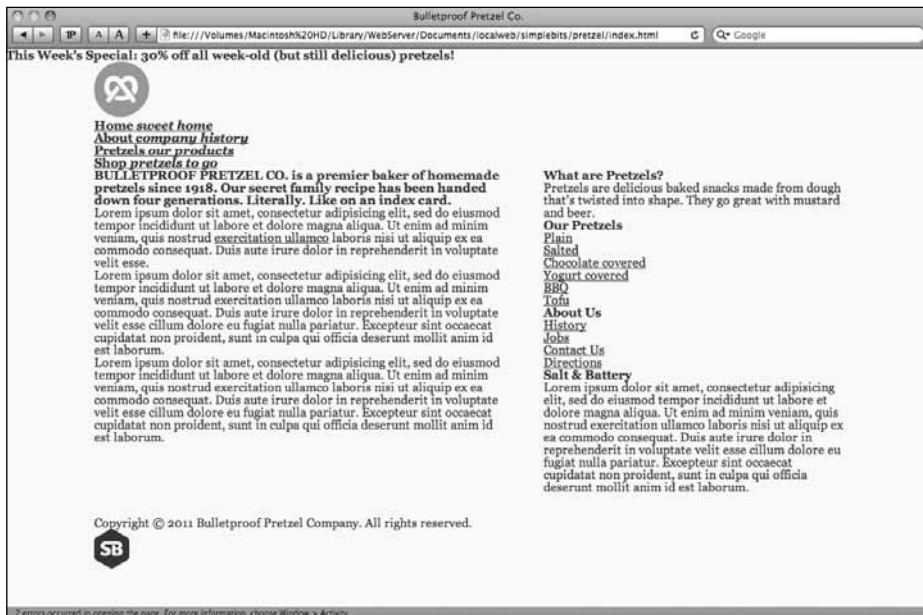 Bulletproof Pretzel Co.
1P
A A
+
file:///Volumes/Macintosh%20HD/Library/WebServer/Documents/localweb/simplebits/pretzel/index.html
Google
This Week's Special: 30% off all week-old (but still delicious) pretzels!
Home sweet home
About company history
Pretzels our products
Shop pretzels to go
BULLETPROOF PRETZEL CO. is a premier baker of homemade
pretzels since 1918. Our secret family recipe has been handed
down four generations. Literally. Like on an index card.
Lorem ipsum dolor sit amet, consectetur adipisicing elit, sed do eiusmod
tempor incididunt ut labore et dolore magna aliqua. Ut enim ad minim
veniam, quis nostrud exercitation ullamco laboris nisi ut aliquip ex ea
commodo consequat. Duis aute irure dolor in reprehenderit in voluptate
velit esse.
Lorem ipsum dolor sit amet, consectetur adipisicing elit, sed do eiusmod
tempor incididunt ut labore et dolore magna aliqua. Ut enim ad minim
veniam, quis nostrud exercitation ullamco laboris nisi ut aliquip ex ea
commodo consequat. Duis aute irure dolor in reprehenderit in voluptate
velit esse cillum dolore eu fugiat nulla pariatur. Excepteur sint occaecat
cupidatat non proident, sunt in culpa qui officia deserunt mollit anim id
est laborum.
Lorem ipsum dolor sit amet, consectetur adipisicing elit, sed do eiusmod
tempor incididunt ut labore et dolore magna aliqua. Ut enim ad minim
veniam, quis nostrud exercitation ullamco laboris nisi ut aliquip ex ea
commodo consequat. Duis aute irure dolor in reprehenderit in voluptate
velit esse cillum dolore eu fugiat nulla pariatur. Excepteur sint occaecat
cupidatat non proident, sunt in culpa qui officia deserunt mollit anim id
est laborum.
What are Pretzels?
Pretzels are delicious baked snacks made from dough
that's twisted into shape. They go great with mustard
and beer.
Our Pretzels
Plain
Salted
Chocolate covered
Yogurt covered
BBQ
Tofu
About Us
History
Jobs
Contact Us
Directions
Salt & Battery
Lorem ipsum dolor sit amet, consectetur adipisicing
elit, sed do eiusmod tempor incididunt ut labore et
dolore magna aliqua. Ut enim ad minim veniam, quis
nostrud exercitation ullamco laboris nisi ut aliquip ex
ea commodo consequat. Duis aute irure dolor in
reprehenderit in voluptate velit esse cillum dolore eu
fugiat nulla pariatur. Excepteur sint occaecat
cupidatat non proident, sunt in culpa qui officia
deserunt mollit anim id est laborum.
Copyright © 2011 Bulletproof Pretzel Company. All rights reserved.
SB
errors occurred in opening the page. For more information, choose Window > Activity.